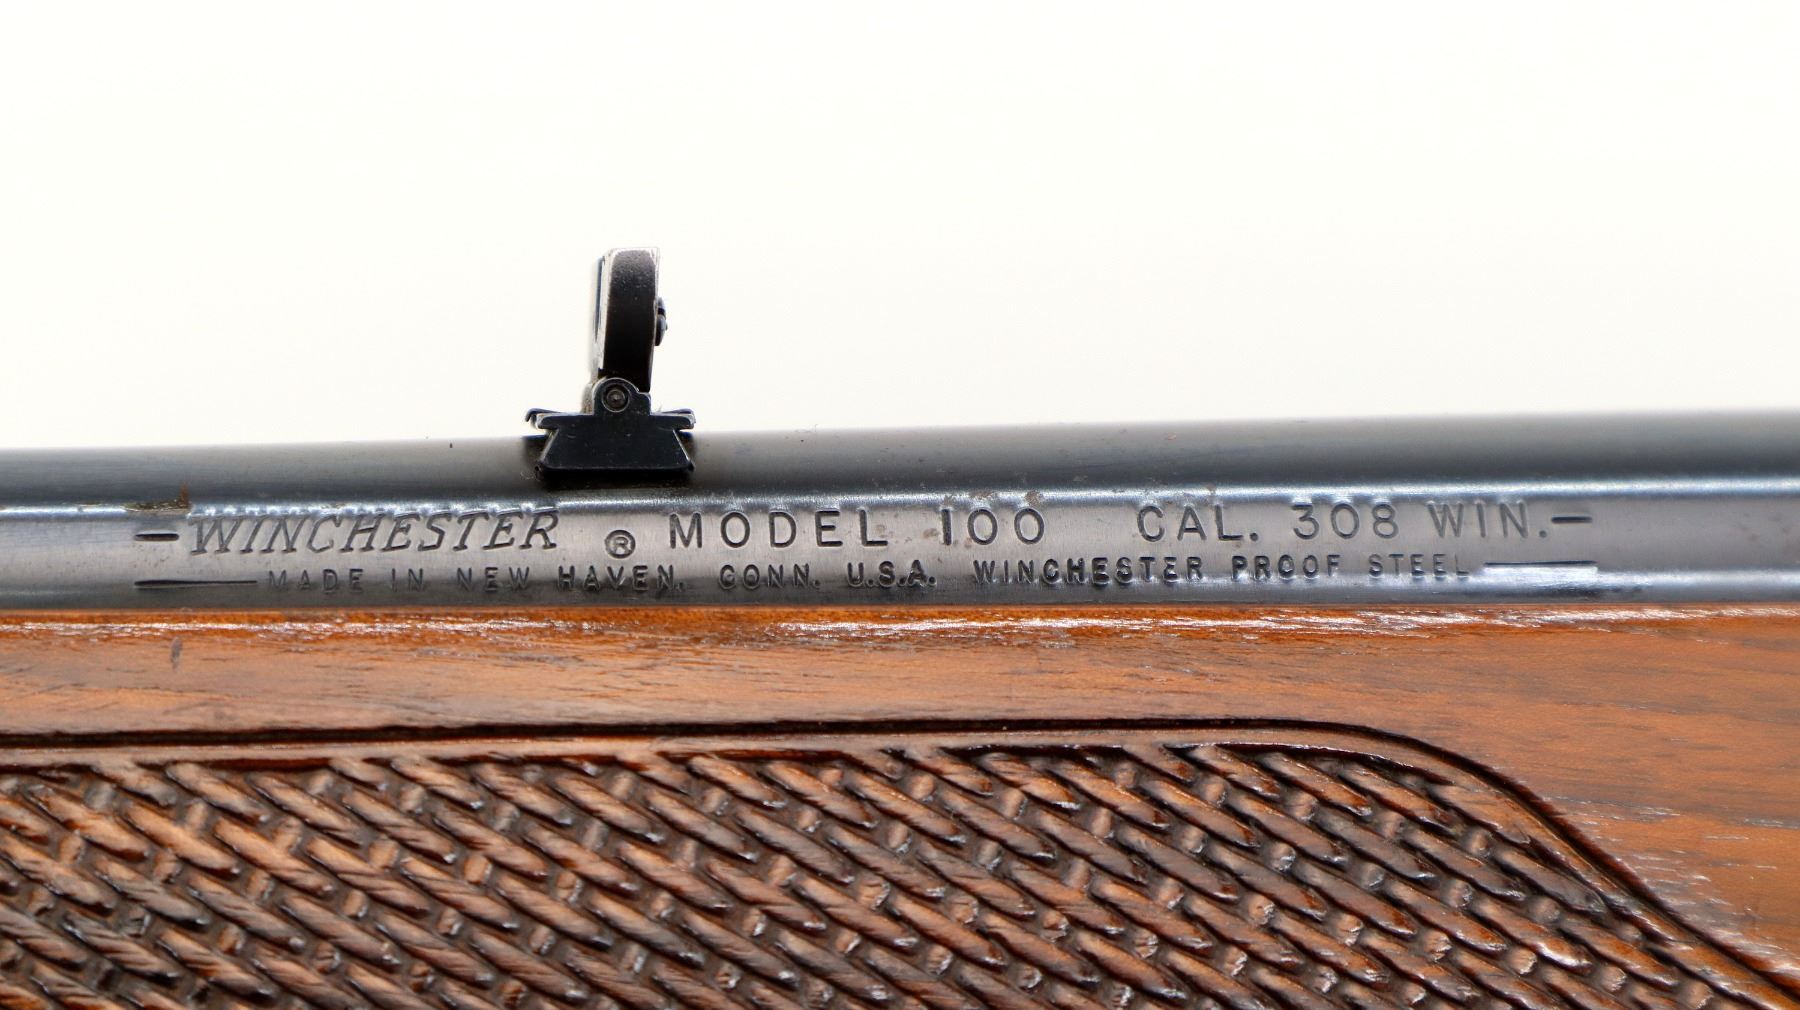 WINCHESTER ® MODEL 100 CAL. 308 WIN.
MADE IN NEW HAVEN, CONN. U.S.A. WINCHESTER PROOF STEEL